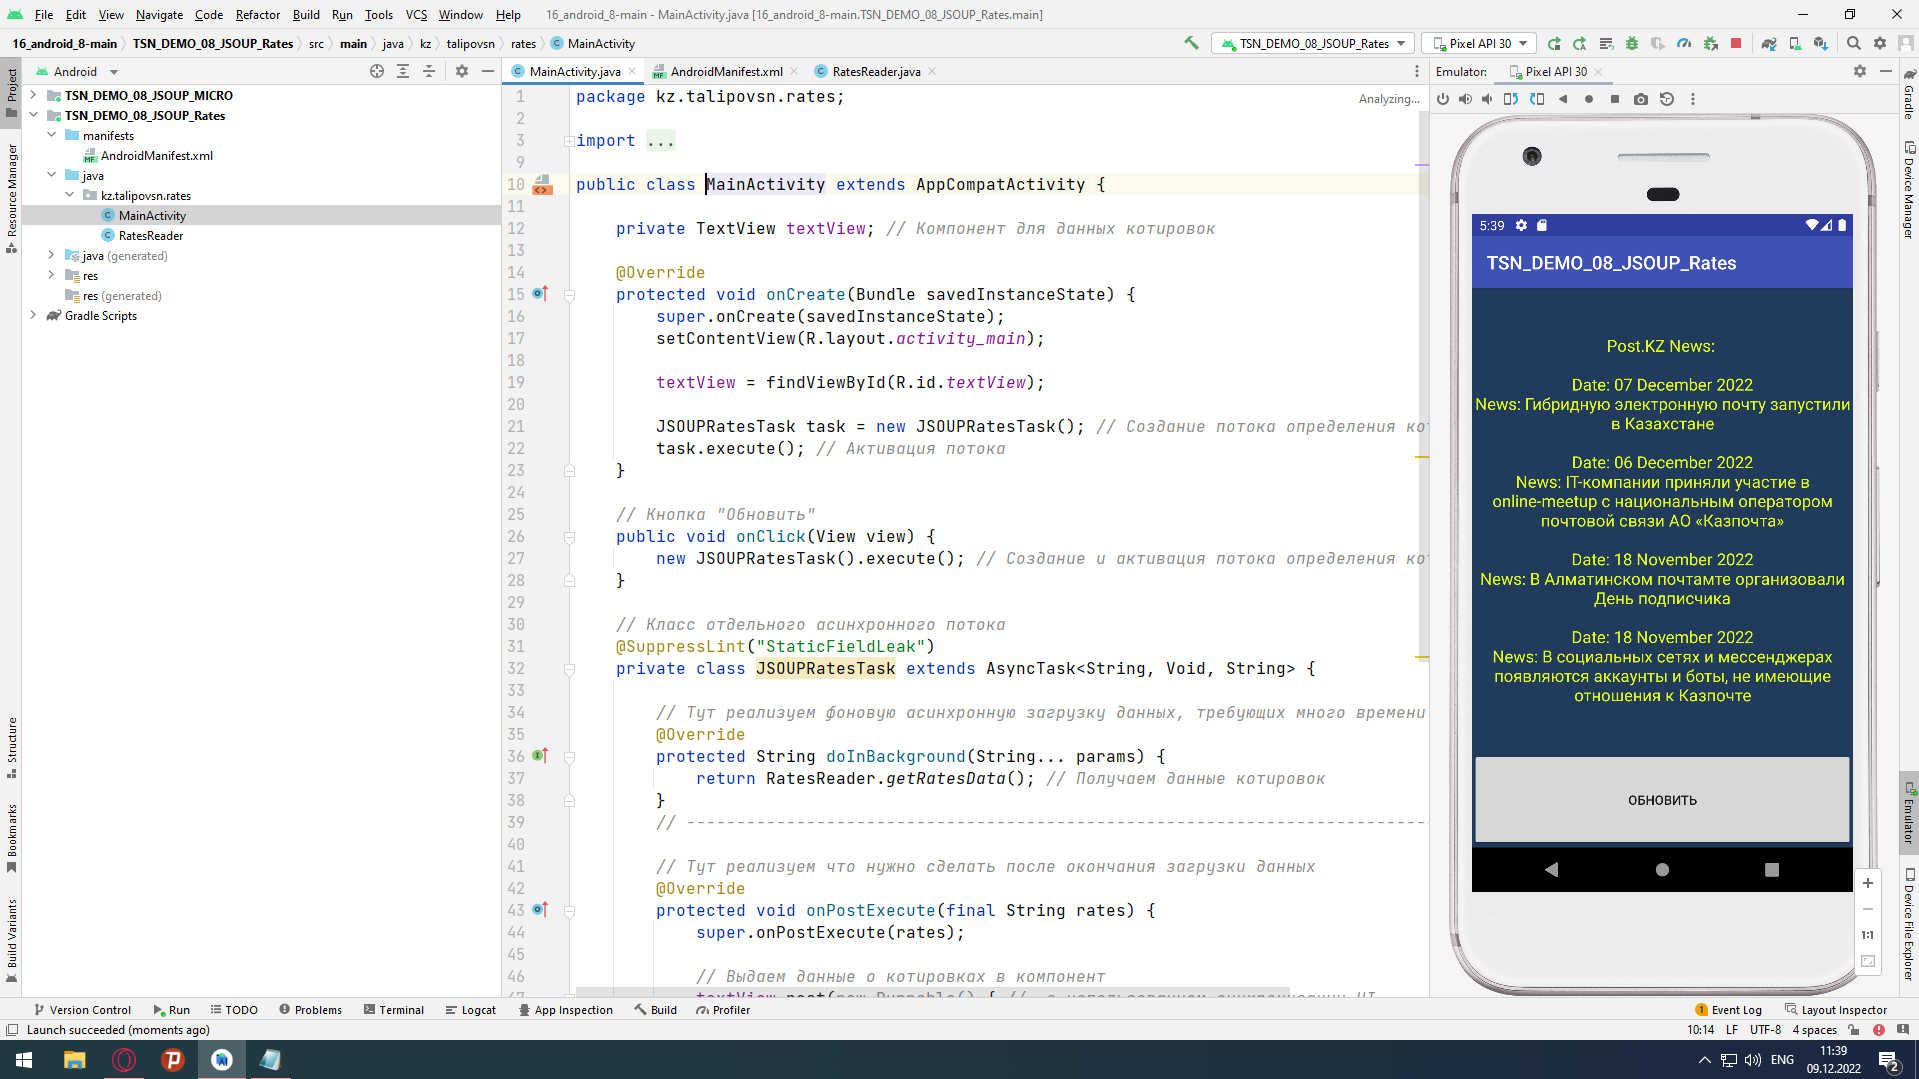 File Edit View Navigate Code Refactor Build Run Tools VCS Window Help 16_android_8-main - MainActivity.java [16_android_8-main.TSN_DEMO_08_JSOUP_Rates.main]
16_android_8-main TSN_DEMO_08_JSOUP_Rates src main java kz talipovsn rates MainActivity TSN_DEMO_08_JSOUP_Rates Pixel API 30
Android
MainActivity.java AndroidManifest.xml RatesReader.java
Emulator: Pixel API 30
Project
Resource Manager
Structure
Bookmarks
Build Variants
TSN_DEMO_08_JSOUP_MICRO
TSN_DEMO_08_JSOUP_Rates
manifests
AndroidManifest.xml
java
kz.talipovsn.rates
MainActivity
RatesReader
java (generated)
res
res (generated)
Gradle Scripts
Analyzing...
1 package kz.talipovsn.rates;
2
3 import ...
9
10 public class MainActivity extends AppCompatActivity {
11
12 private TextView textView; // Компонент для данных котировок
13
14 @Override
15 protected void onCreate(Bundle savedInstanceState) {
16 super.onCreate(savedInstanceState);
17 setContentView(R.layout.activity_main);
18
19 textView = findViewById(R.id.textView);
20
21 JSOUPRatesTask task = new JSOUPRatesTask(); // Создание потока определения
22 task.execute(); // Активация потока
23 }
24
25 // Кнопка "Обновить"
26 public void onClick(View view) {
27 new JSOUPRatesTask().execute(); // Создание и активация потока определения
28 }
29
30 // Класс отдельного асинхронного потока
31 @SuppressLint("StaticFieldLeak")
32 private class JSOUPRatesTask extends AsyncTask<String, Void, String> {
33
34 // Тут реализуем фоновую асинхронную загрузку данных, требующих много времени
35 @Override
36 protected String doInBackground(String... params) {
37 return RatesReader.getRatesData(); // Получаем данные котировок
38 }
39 // --------------------------------------------------------------------------
40
41 // Тут реализуем что нужно сделать после окончания загрузки данных
42 @Override
43 protected void onPostExecute(final String rates) {
44 super.onPostExecute(rates);
45
46 // Выдаем данные о котировках в компонент
5:39
TSN_DEMO_08_JSOUP_Rates
Post.KZ News:
Date: 07 December 2022
News: Гибридную электронную почту запустили
в Казахстане
Date: 06 December 2022
News: IT-компании приняли участие в
online-meetup с национальным оператором
почтовой связи АО «Казпочта»
Date: 18 November 2022
News: В Алматинском почтамте организовали
День подписчика
Date: 18 November 2022
News: В социальных сетях и мессенджерах
появляются аккаунты и боты, не имеющие
отношения к Казпочте
ОБНОВИТЬ
1:1
Gradle
Device Manager
Emulator
Device File Explorer
Version Control Run TODO Problems Terminal Logcat App Inspection Build Profiler 1 Event Log Layout Inspector
Launch succeeded (moments ago) 10:14 LF UTF-8 4 spaces
ENG 11:39
09.12.2022 2